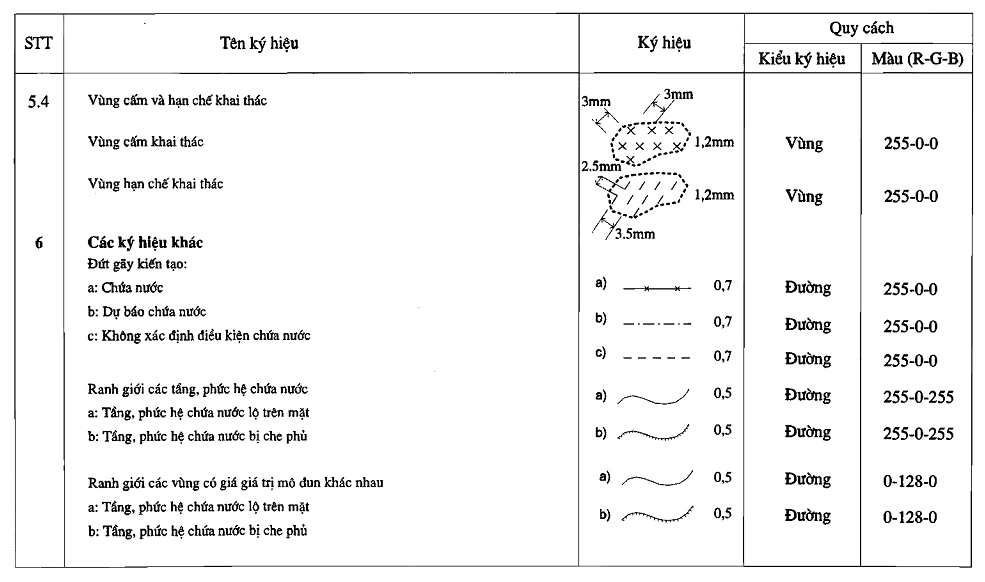 STT Tên ký hiệu Ký hiệu Quy cách
Kiểu ký hiệu Màu (R-G-B)
5.4 Vùng cấm và hạn chế khai thác
3mm 3mm
Vùng cấm khai thác 1,2mm Vùng 255-0-0
2.5mm
Vùng hạn chế khai thác 1,2mm Vùng 255-0-0
3.5mm
6 Các ký hiệu khác
Đứt gãy kiến tạo:
a: Chứa nước a) 0,7 Đường 255-0-0
b: Dự báo chứa nước b) 0,7 Đường 255-0-0
c: Không xác định điều kiện chứa nước c) 0,7 Đường 255-0-0
Ranh giới các tầng, phức hệ chứa nước a) 0,5 Đường 255-0-255
a: Tầng, phức hệ chứa nước lộ trên mặt
b: Tầng, phức hệ chứa nước bị che phủ b) 0,5 Đường 255-0-255
Ranh giới các vùng có giá giá trị mô đun khác nhau a) 0,5 Đường 0-128-0
a: Tầng, phức hệ chứa nước lộ trên mặt b) 0,5 Đường 0-128-0
b: Tầng, phức hệ chứa nước bị che phủ